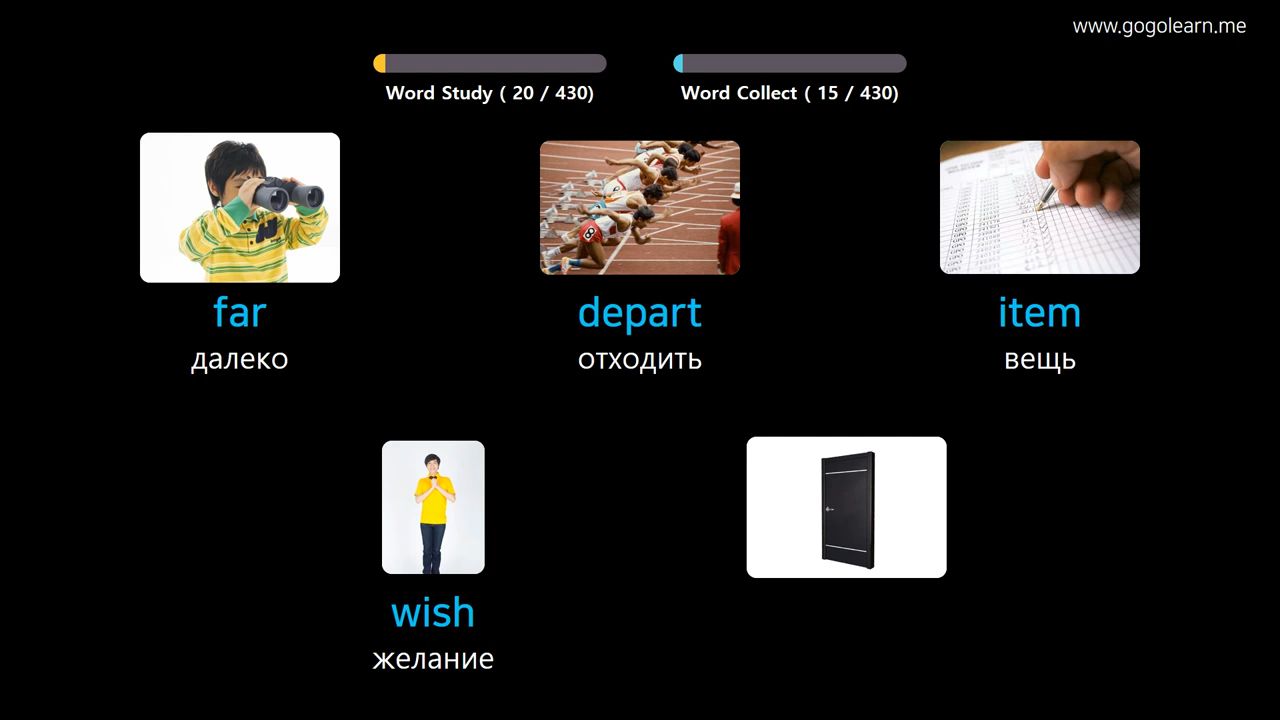 www.gogolearn.me
Word Study ( 20 / 430)
Word Collect ( 15 / 430)
far
далеко
depart
отходить
item
вещь
wish
желание